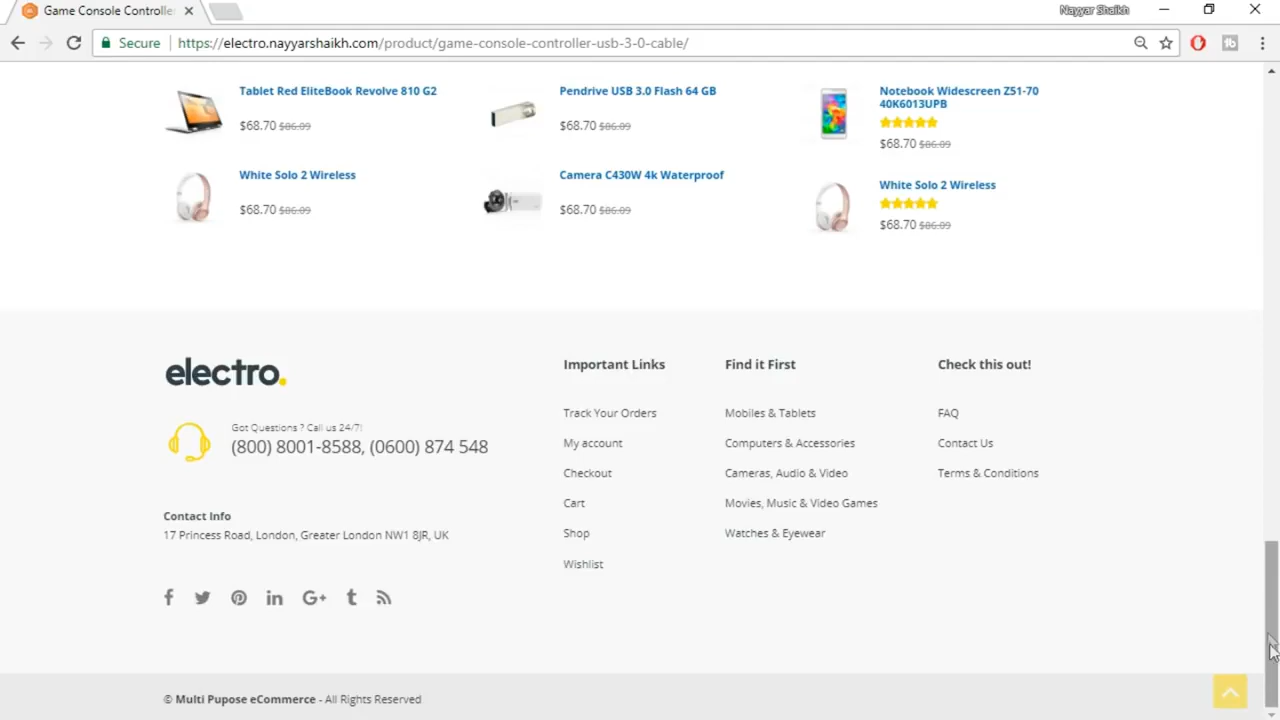 Game Console Controlle
Nayyar Shaikh
Secure
https://electro.nayyarshaikh.com/product/game-console-controller-usb-3-0-cable/
Tablet Red EliteBook Revolve 810 G2
$68.70 $86.09
Pendrive USB 3.0 Flash 64 GB
$68.70 $86.09
Notebook Widescreen Z51-70
40K6013UPB
$68.70 $86.09
White Solo 2 Wireless
$68.70 $86.09
Camera C430W 4k Waterproof
$68.70 $86.09
White Solo 2 Wireless
$68.70 $86.09
electro.
Got Questions ? Call us 24/7!
(800) 8001-8588, (0600) 874 548
Contact Info
17 Princess Road, London, Greater London NW1 8JR, UK
Important Links
Track Your Orders
My account
Checkout
Cart
Shop
Wishlist
Find it First
Mobiles & Tablets
Computers & Accessories
Cameras, Audio & Video
Movies, Music & Video Games
Watches & Eyewear
Check this out!
FAQ
Contact Us
Terms & Conditions
© Multi Pupose eCommerce - All Rights Reserved